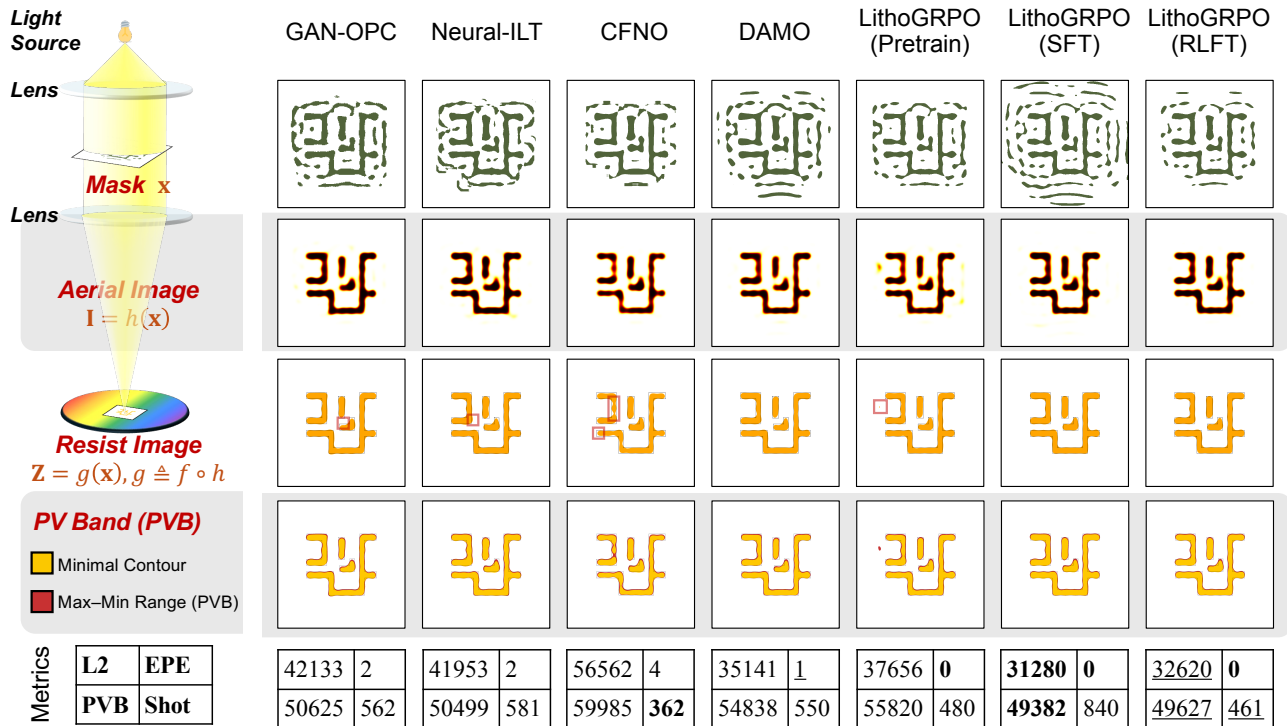 Light
Source
GAN-OPC
Neural-ILT
CFNO
DAMO
LithoGRPO
(Pretrain)
LithoGRPO
(SFT)
LithoGRPO
(RLFT)
Lens
Mask x
Lens
Aerial Image
I = h(x)
Resist Image
Z = g(x), g ≜ f ∘ h
PV Band (PVB)
Minimal Contour
Max–Min Range (PVB)
Metrics
L2 EPE
PVB Shot
42133 2
50625 562
41953 2
50499 581
56562 4
59985 362
35141 1
54838 550
37656 0
55820 480
31280 0
49382 840
32620 0
49627 461